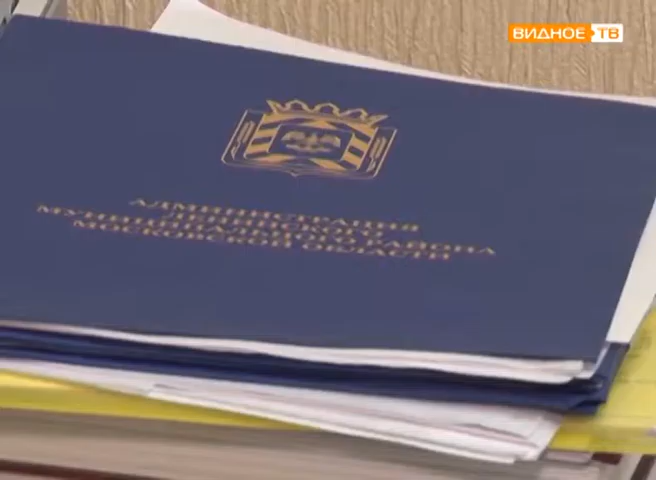 ВИДНОЕ ТВ
АДМИНИСТРАЦИЯ
ЛЕНИНСКОГО
МУНИЦИПАЛЬНОГО РАЙОНА
МОСКОВСКОЙ ОБЛАСТИ